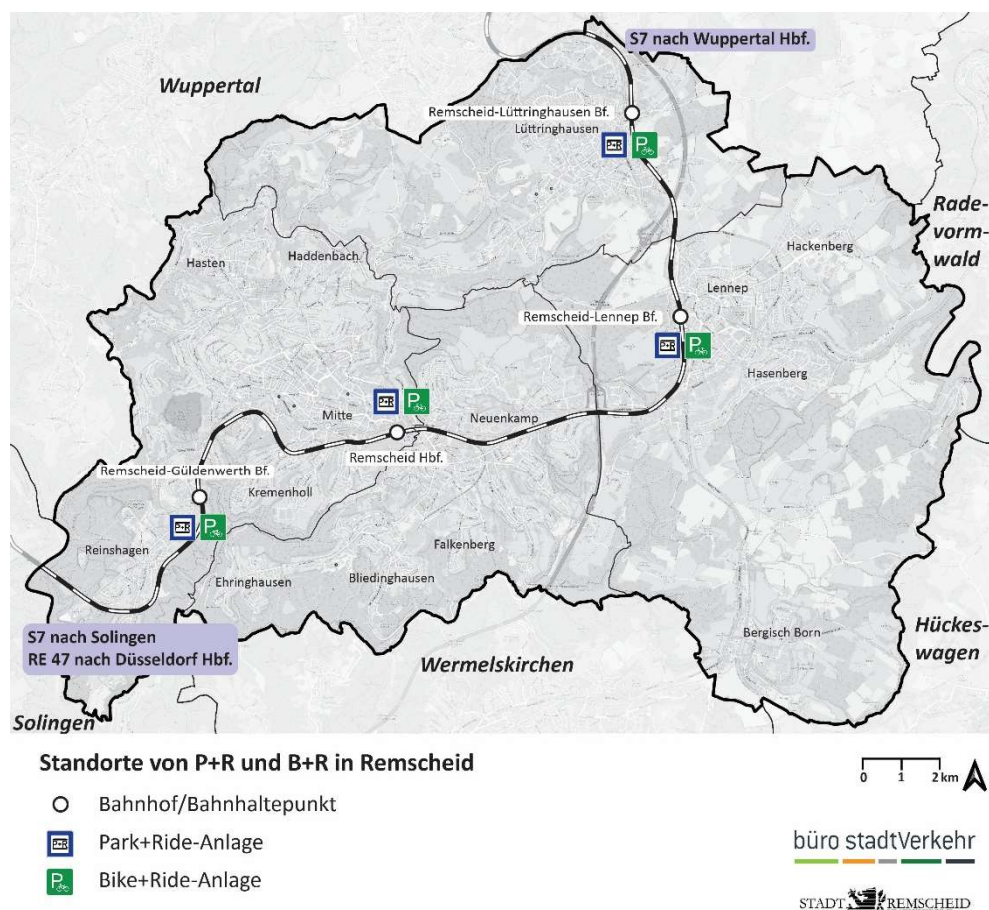 S7 nach Wuppertal Hbf.
Wuppertal
Remscheid-Lüttringhausen Bf.
Lüttringhausen
P+R
P
Rade-
vorm-
wald
Hackenberg
Hasten
Haddenbach
Lennep
Remscheid-Lennep Bf.
P+R
P
Hasenberg
P+R
P
Mitte
Neuenkamp
Remscheid Hbf.
Remscheid-Güldenwerth Bf.
Kremenholl
P+R
P
Reinshagen
Falkenberg
Ehringhausen
Bliedinghausen
S7 nach Solingen
RE 47 nach Düsseldorf Hbf.
Bergisch Born
Hückes-
wagen
Wermelskirchen
Solingen
Standorte von P+R und B+R in Remscheid
0 1 2 km
Bahnhof/Bahnhaltepunkt
P+R
Park+Ride-Anlage
P
Bike+Ride-Anlage
büro stadtVerkehr
STADT REMSCHEID